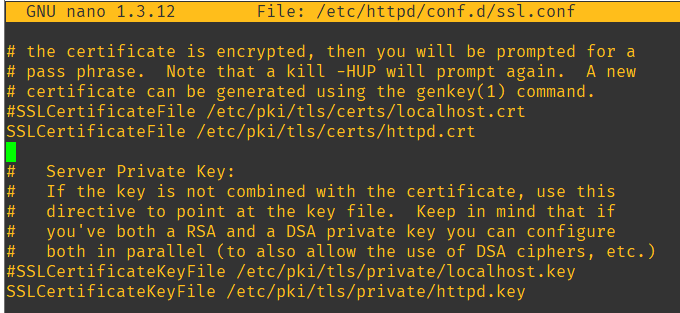 GNU nano 1.3.12 File: /etc/httpd/conf.d/ssl.conf
# the certificate is encrypted, then you will be prompted for a
# pass phrase.  Note that a kill -HUP will prompt again.  A new
# certificate can be generated using the genkey(1) command.
#SSLCertificateFile /etc/pki/tls/certs/localhost.crt
SSLCertificateFile /etc/pki/tls/certs/httpd.crt
#   Server Private Key:
#   If the key is not combined with the certificate, use this
#   directive to point at the key file.  Keep in mind that if
#   you've both a RSA and a DSA private key you can configure
#   both in parallel (to also allow the use of DSA ciphers, etc.)
#SSLCertificateKeyFile /etc/pki/tls/private/localhost.key
SSLCertificateKeyFile /etc/pki/tls/private/httpd.key